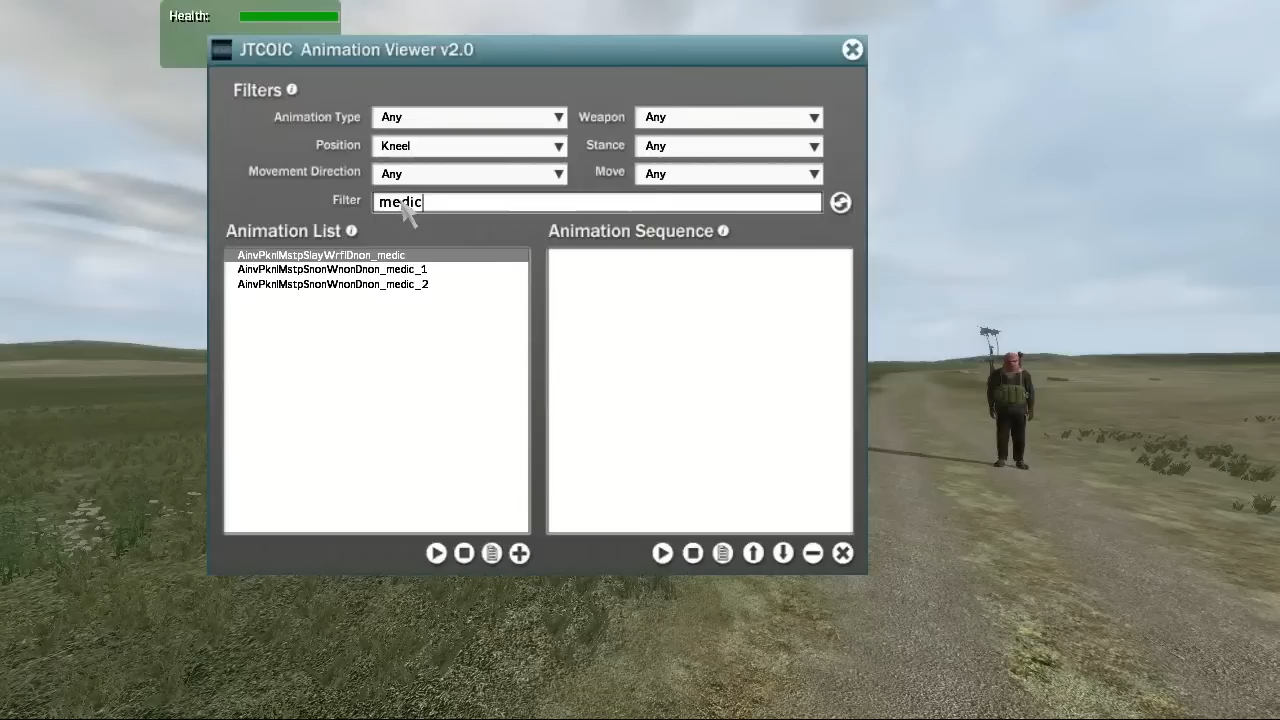 Health:
JTCOIC Animation Viewer v2.0
Filters
Animation Type Any Weapon Any
Position Kneel Stance Any
Movement Direction Any Move Any
Filter medic
Animation List Animation Sequence
AinvPknlMstpSlayWrflDnon_medic
AinvPknlMstpSnonWnonDnon_medic_1
AinvPknlMstpSnonWnonDnon_medic_2